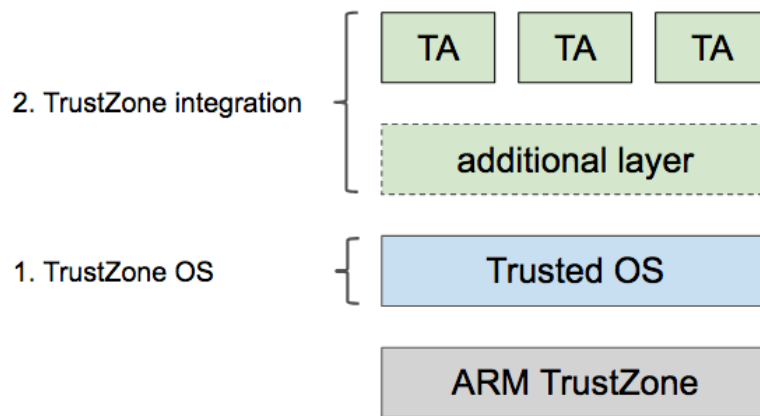 TA TA TA
2. TrustZone integration
additional layer
1. TrustZone OS
Trusted OS
ARM TrustZone